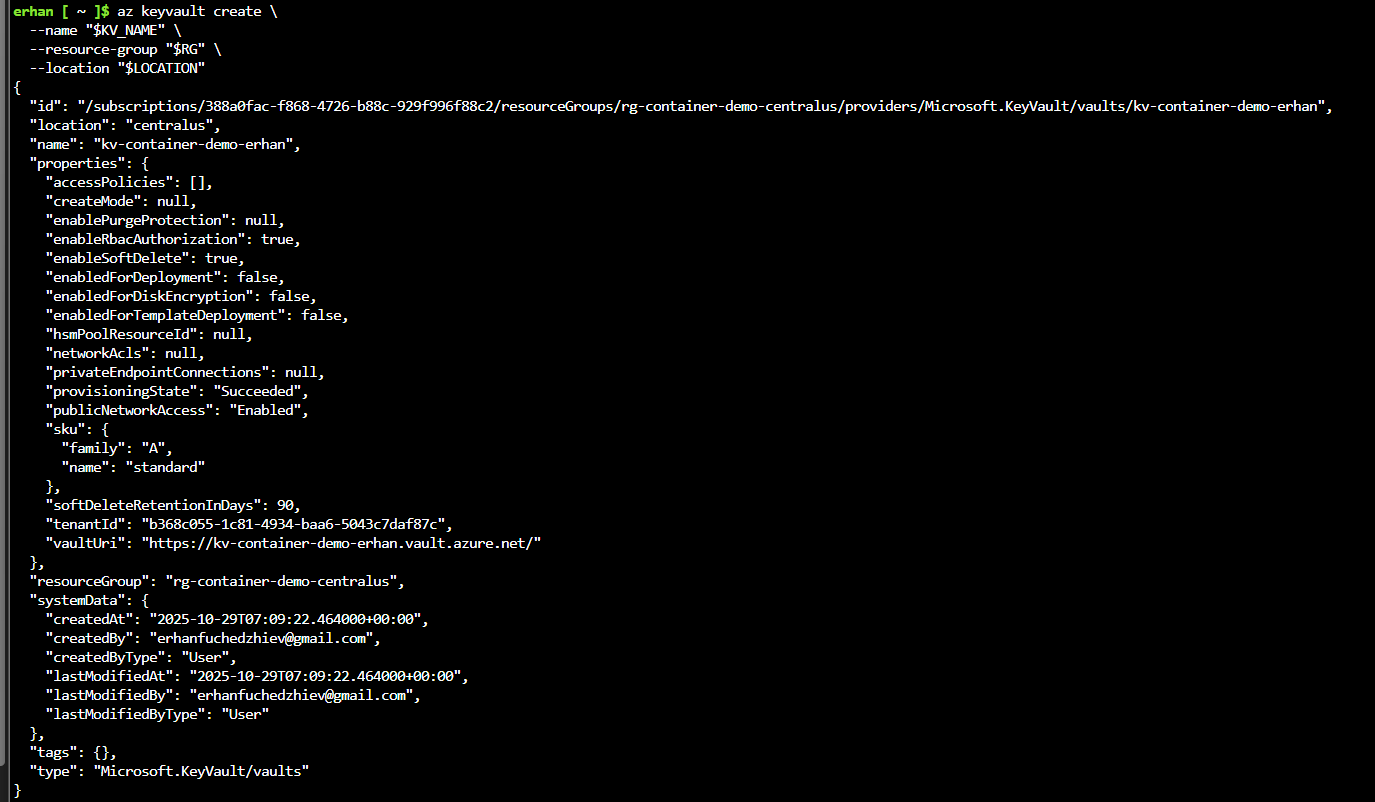 erhan [ ~ ]$ az keyvault create \
  --name "$KV_NAME" \
  --resource-group "$RG" \
  --location "$LOCATION"
{
  "id": "/subscriptions/388a0fac-f868-4726-b88c-929f996f88c2/resourceGroups/rg-container-demo-centralus/providers/Microsoft.KeyVault/vaults/kv-container-demo-erhan",
  "location": "centralus",
  "name": "kv-container-demo-erhan",
  "properties": {
    "accessPolicies": [],
    "createMode": null,
    "enablePurgeProtection": null,
    "enableRbacAuthorization": true,
    "enableSoftDelete": true,
    "enabledForDeployment": false,
    "enabledForDiskEncryption": false,
    "enabledForTemplateDeployment": false,
    "hsmPoolResourceId": null,
    "networkAcls": null,
    "privateEndpointConnections": null,
    "provisioningState": "Succeeded",
    "publicNetworkAccess": "Enabled",
    "sku": {
      "family": "A",
      "name": "standard"
    },
    "softDeleteRetentionInDays": 90,
    "tenantId": "b368c055-1c81-4934-baa6-5043c7daf87c",
    "vaultUri": "https://kv-container-demo-erhan.vault.azure.net/"
  },
  "resourceGroup": "rg-container-demo-centralus",
  "systemData": {
    "createdAt": "2025-10-29T07:09:22.464000+00:00",
    "createdBy": "erhanfuchedzhiev@gmail.com",
    "createdByType": "User",
    "lastModifiedAt": "2025-10-29T07:09:22.464000+00:00",
    "lastModifiedBy": "erhanfuchedzhiev@gmail.com",
    "lastModifiedByType": "User"
  },
  "tags": {},
  "type": "Microsoft.KeyVault/vaults"
}